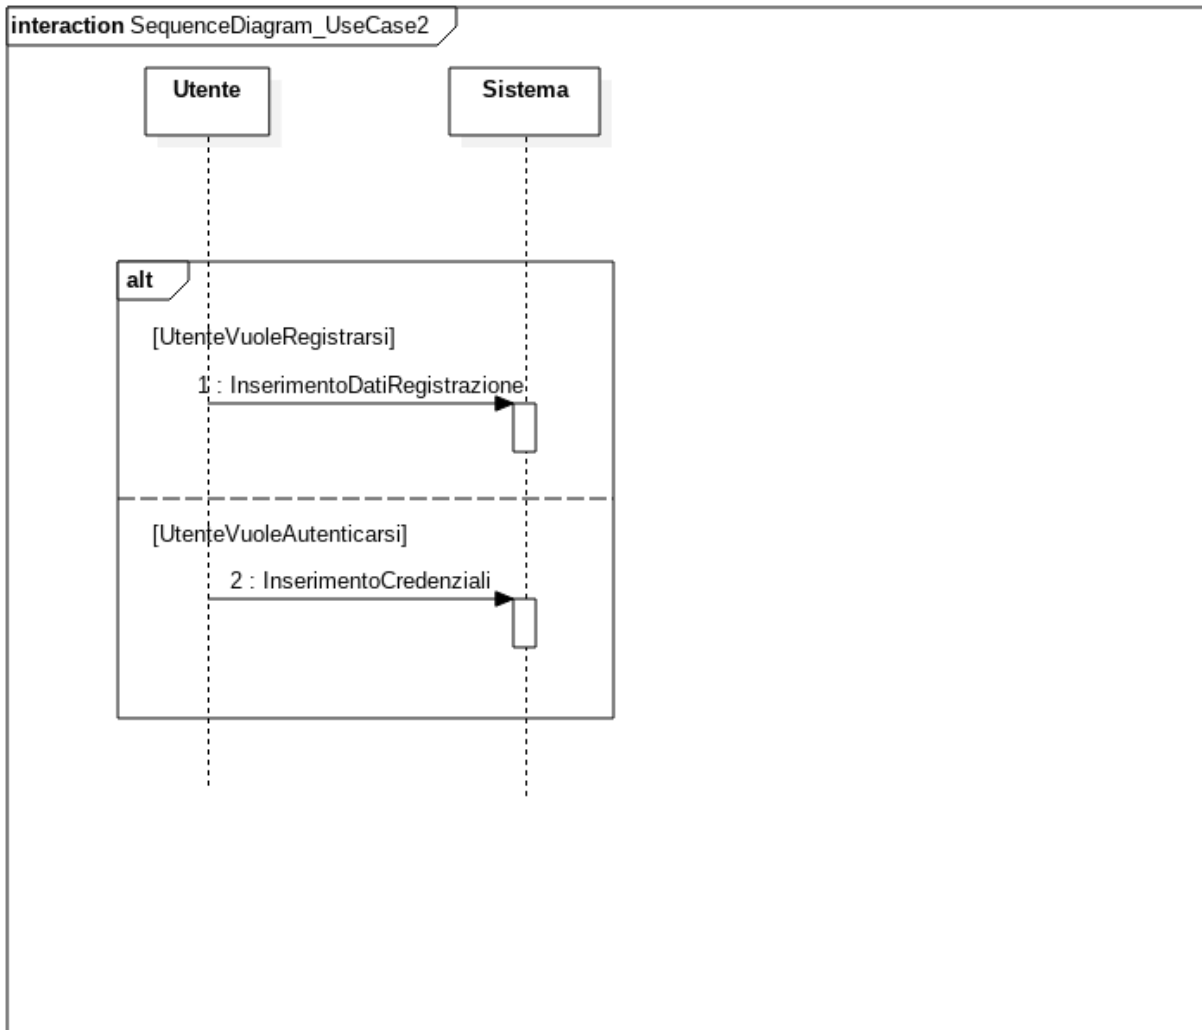 interaction SequenceDiagram_UseCase2
Utente
Sistema
alt
[UtenteVuoleRegistrarsi]
1 : InserimentoDatiRegistrazione
[UtenteVuoleAutenticarsi]
2 : InserimentoCredenziali